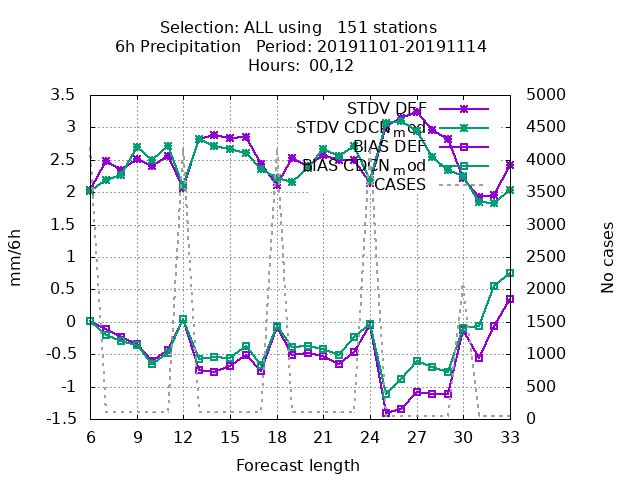 Selection: ALL using   151 stations
6h Precipitation   Period: 20191101-20191114
Hours:  00,12
mm/6h
3.5
3
2.5
2
1.5
1
0.5
0
-0.5
-1
-1.5
STDV DEF
STDV CDCN_mod
BIAS DEF
BIAS CDCN_mod
CASES
5000
4500
4000
3500
3000
2500
2000
1500
1000
500
0
No cases
6 9 12 15 18 21 24 27 30 33
Forecast length